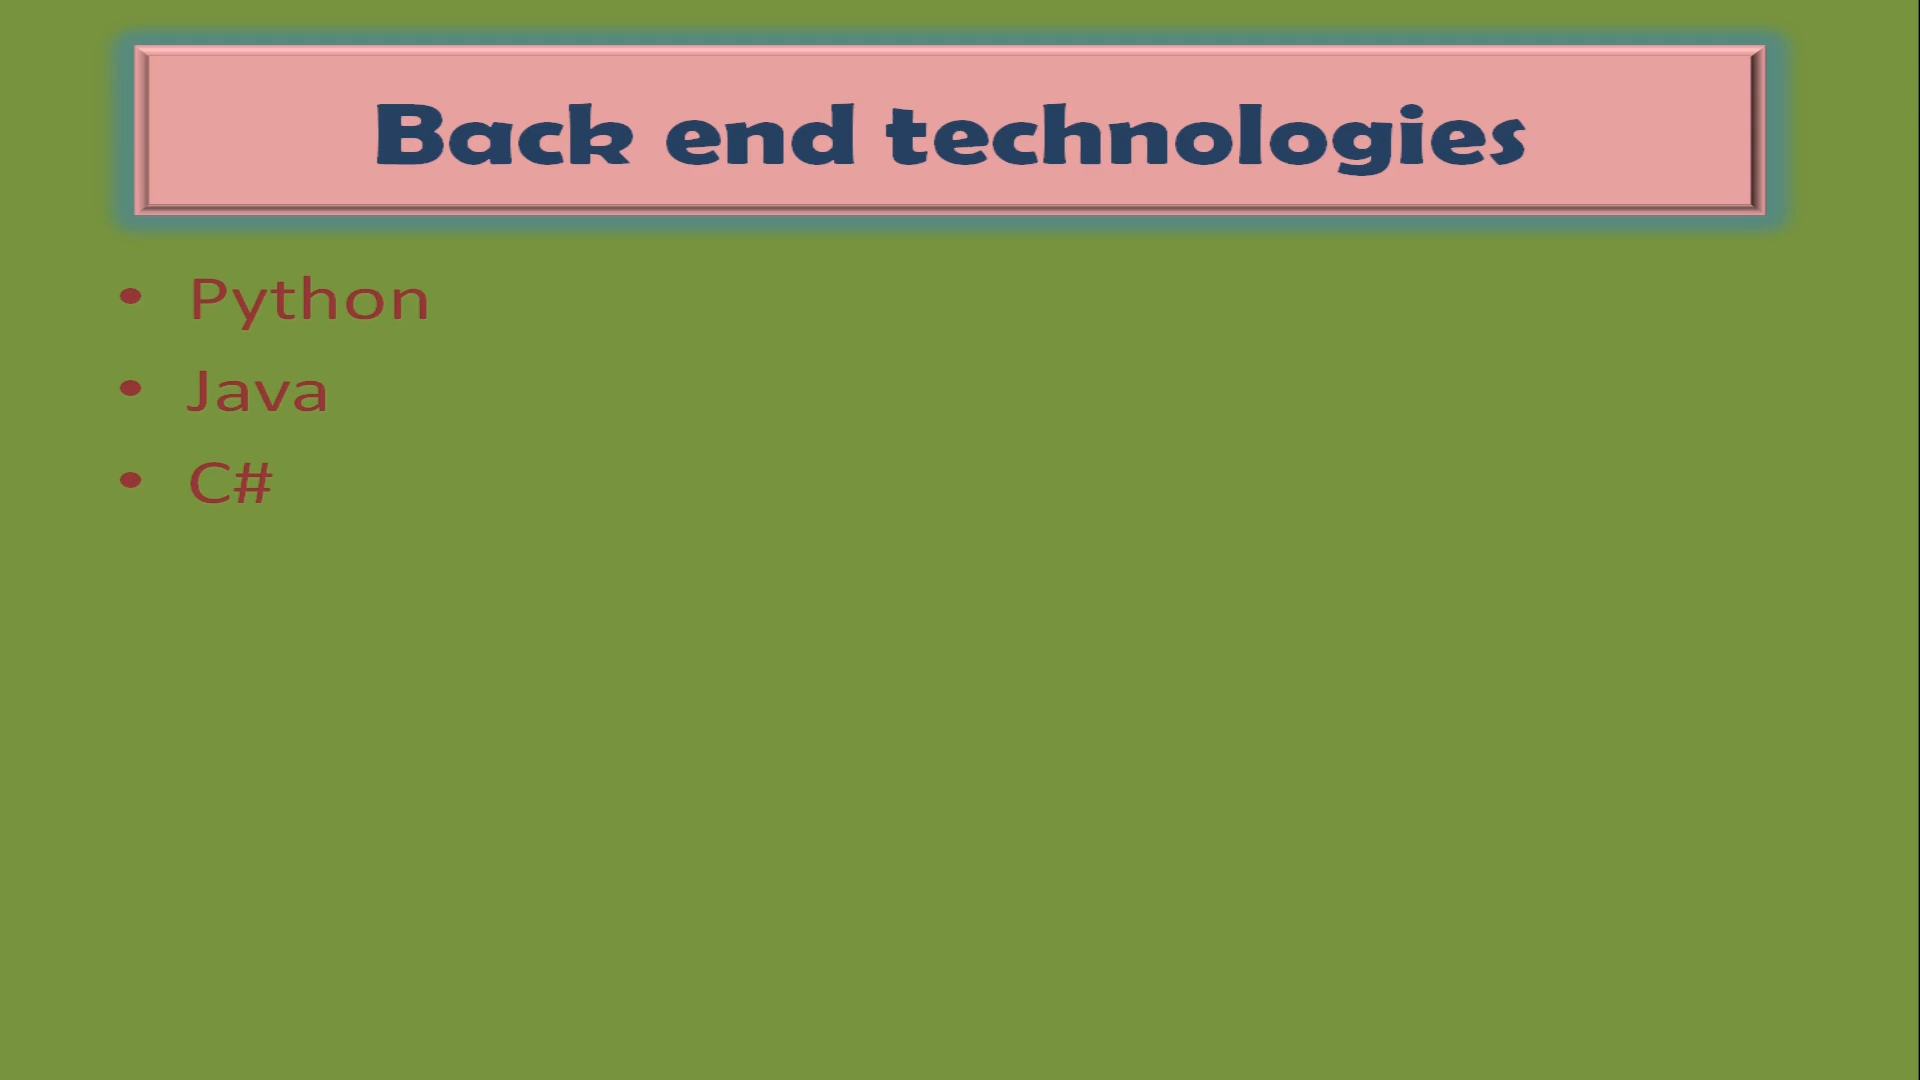 Back end technologies
• Python
• Java
• C#